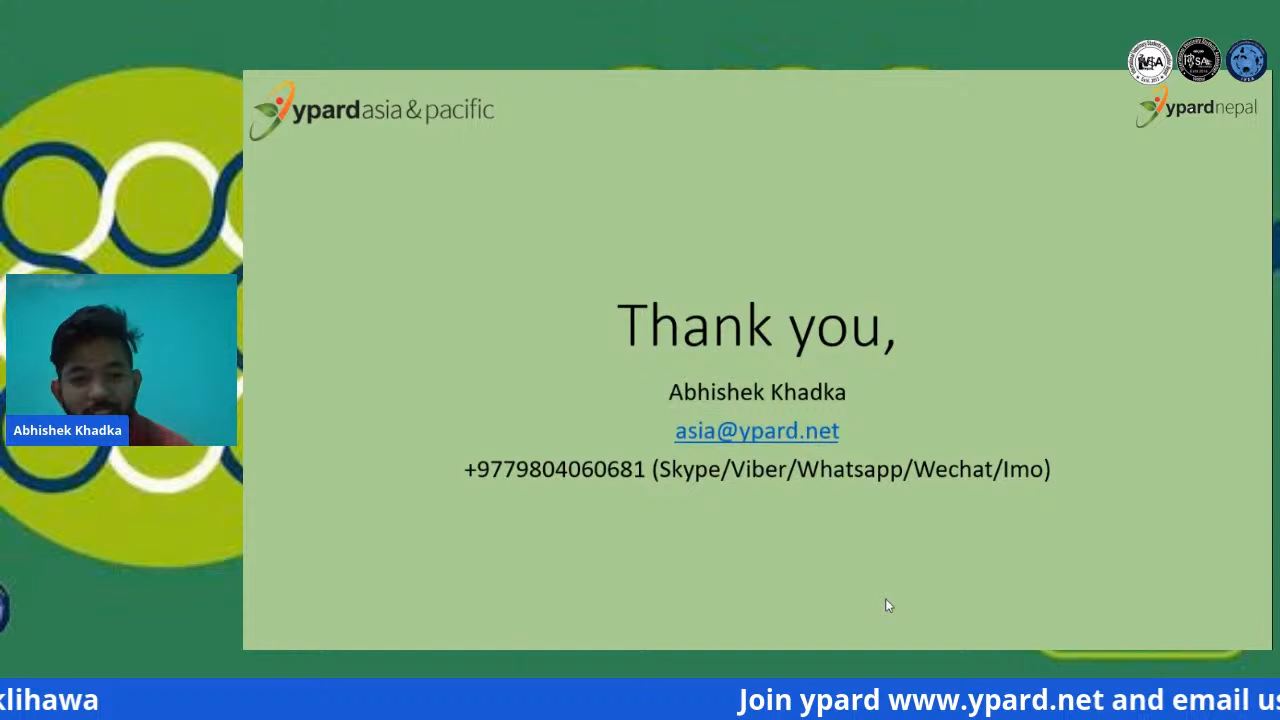 ypard asia & pacific
IVSA
ypard nepal
Thank you,
Abhishek Khadka
asia@ypard.net
+9779804060681 (Skype/Viber/Whatsapp/Wechat/Imo)
Abhishek Khadka
klihawa
Join ypard www.ypard.net and email us